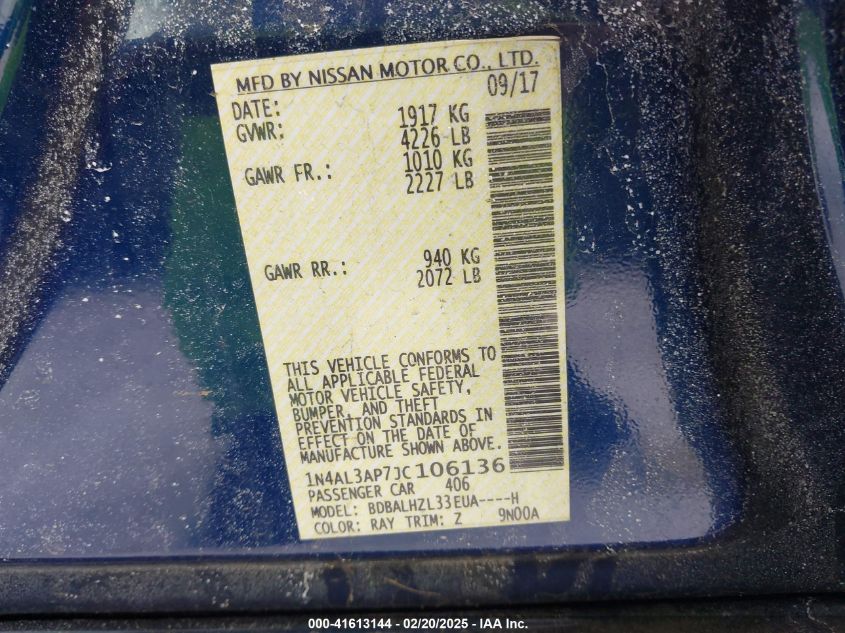 MFD BY NISSAN MOTOR CO., LTD.
DATE: 09/17
GVWR: 1917 KG
4226 LB
GAWR FR.: 1010 KG
2227 LB
GAWR RR.: 940 KG
2072 LB
THIS VEHICLE CONFORMS TO
ALL APPLICABLE FEDERAL
MOTOR VEHICLE SAFETY,
BUMPER, AND THEFT
PREVENTION STANDARDS IN
EFFECT ON THE DATE OF
MANUFACTURE SHOWN ABOVE.
1N4AL3AP7JC106136
PASSENGER CAR 406
MODEL: BDBALHZL33EUA----H
COLOR: RAY TRIM: Z 9N00A
000-41613144 - 02/20/2025 - IAA Inc.